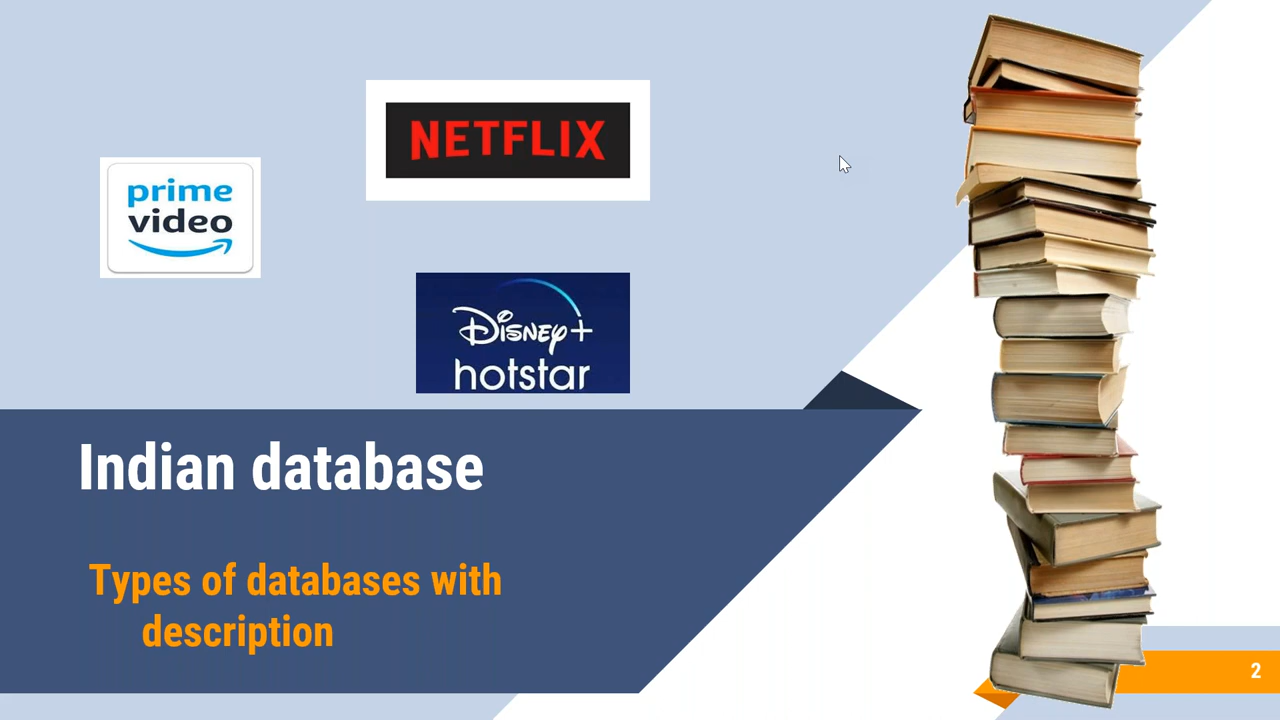 NETFLIX
prime
video
Disney+
hotstar
Indian database
Types of databases with
description
2